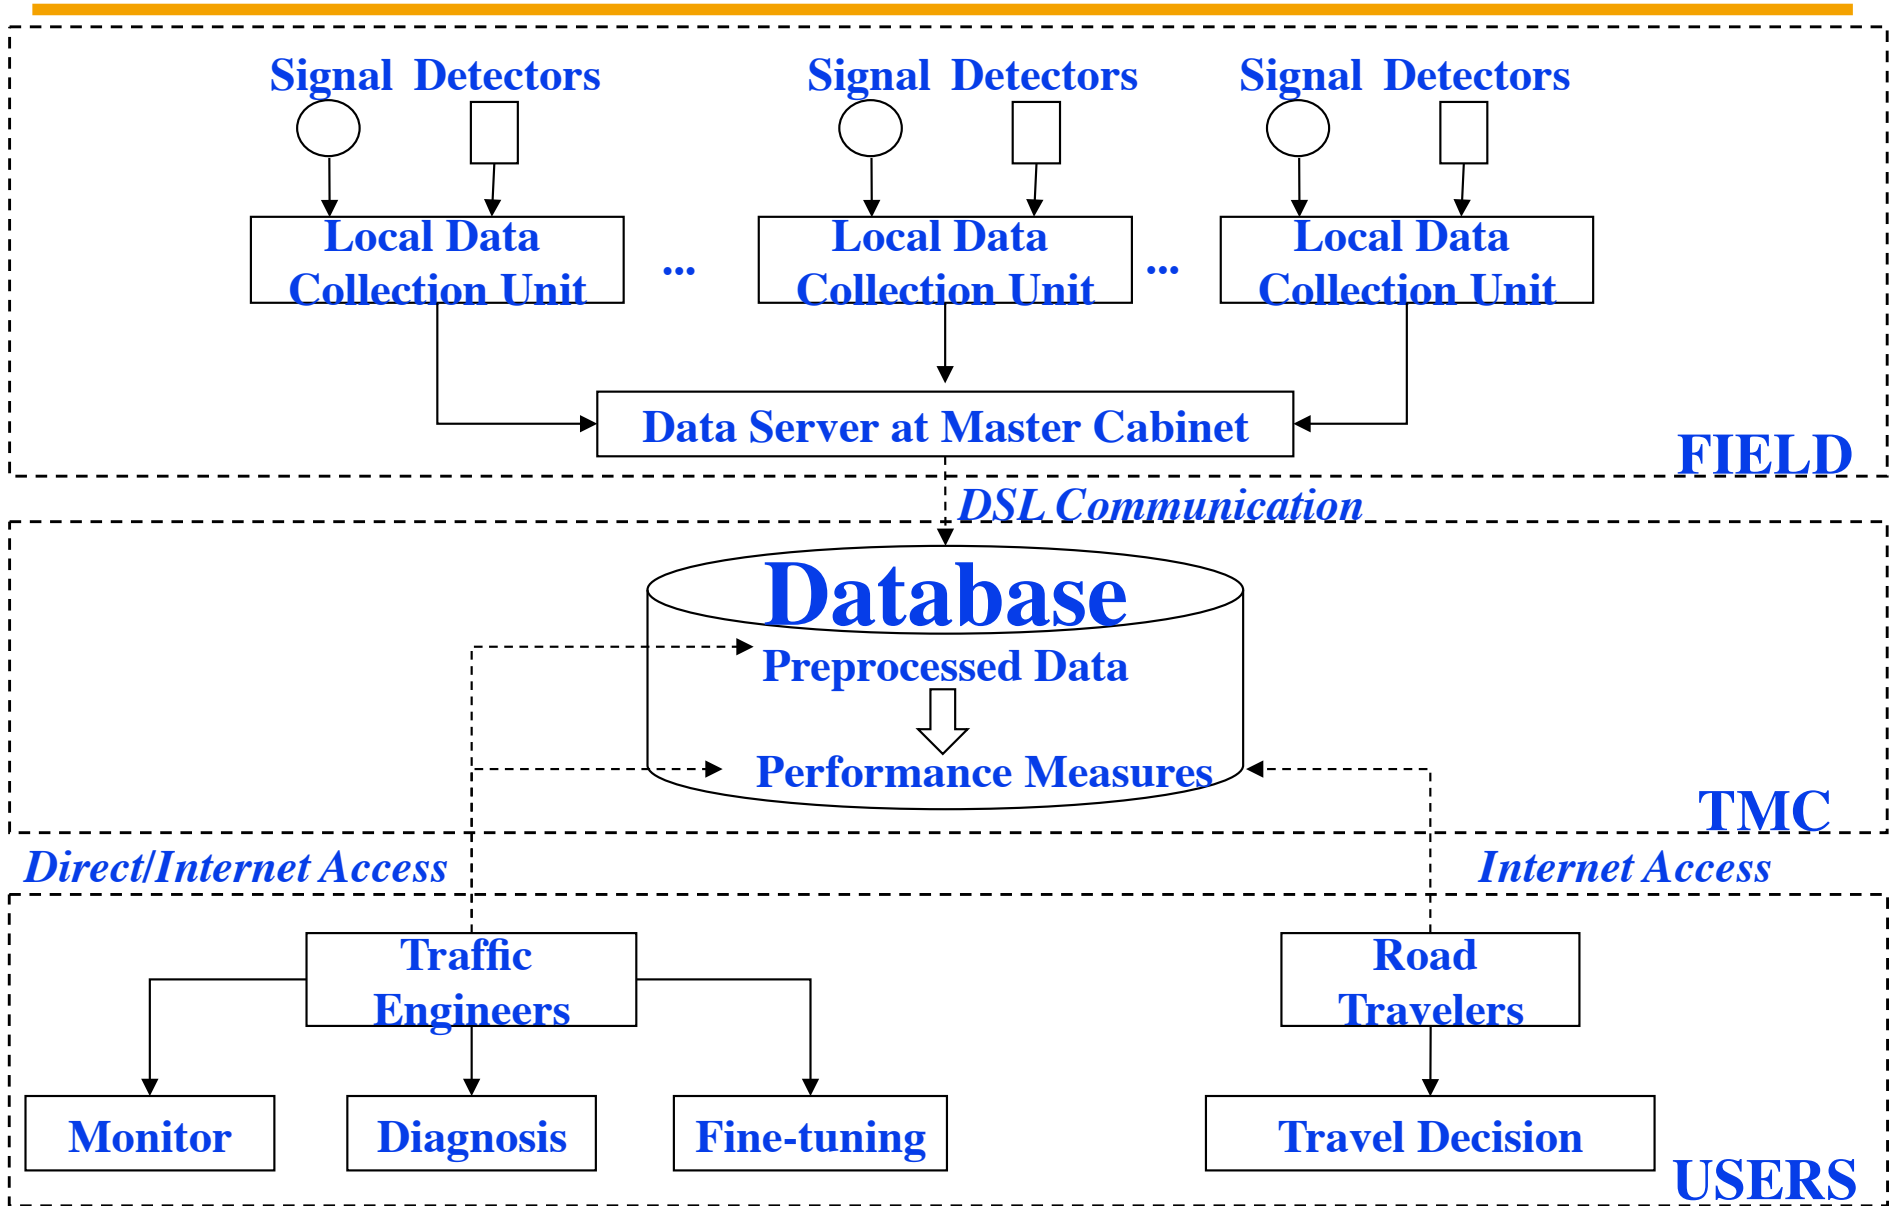 Signal Detectors Signal Detectors Signal Detectors
Local Data Local Data Local Data
Collection Unit ... Collection Unit ... Collection Unit
Data Server at Master Cabinet
FIELD
DSL Communication
Database
Preprocessed Data
Performance Measures
TMC
Direct/Internet Access Internet Access
Traffic Road
Engineers Travelers
Monitor Diagnosis Fine-tuning Travel Decision
USERS